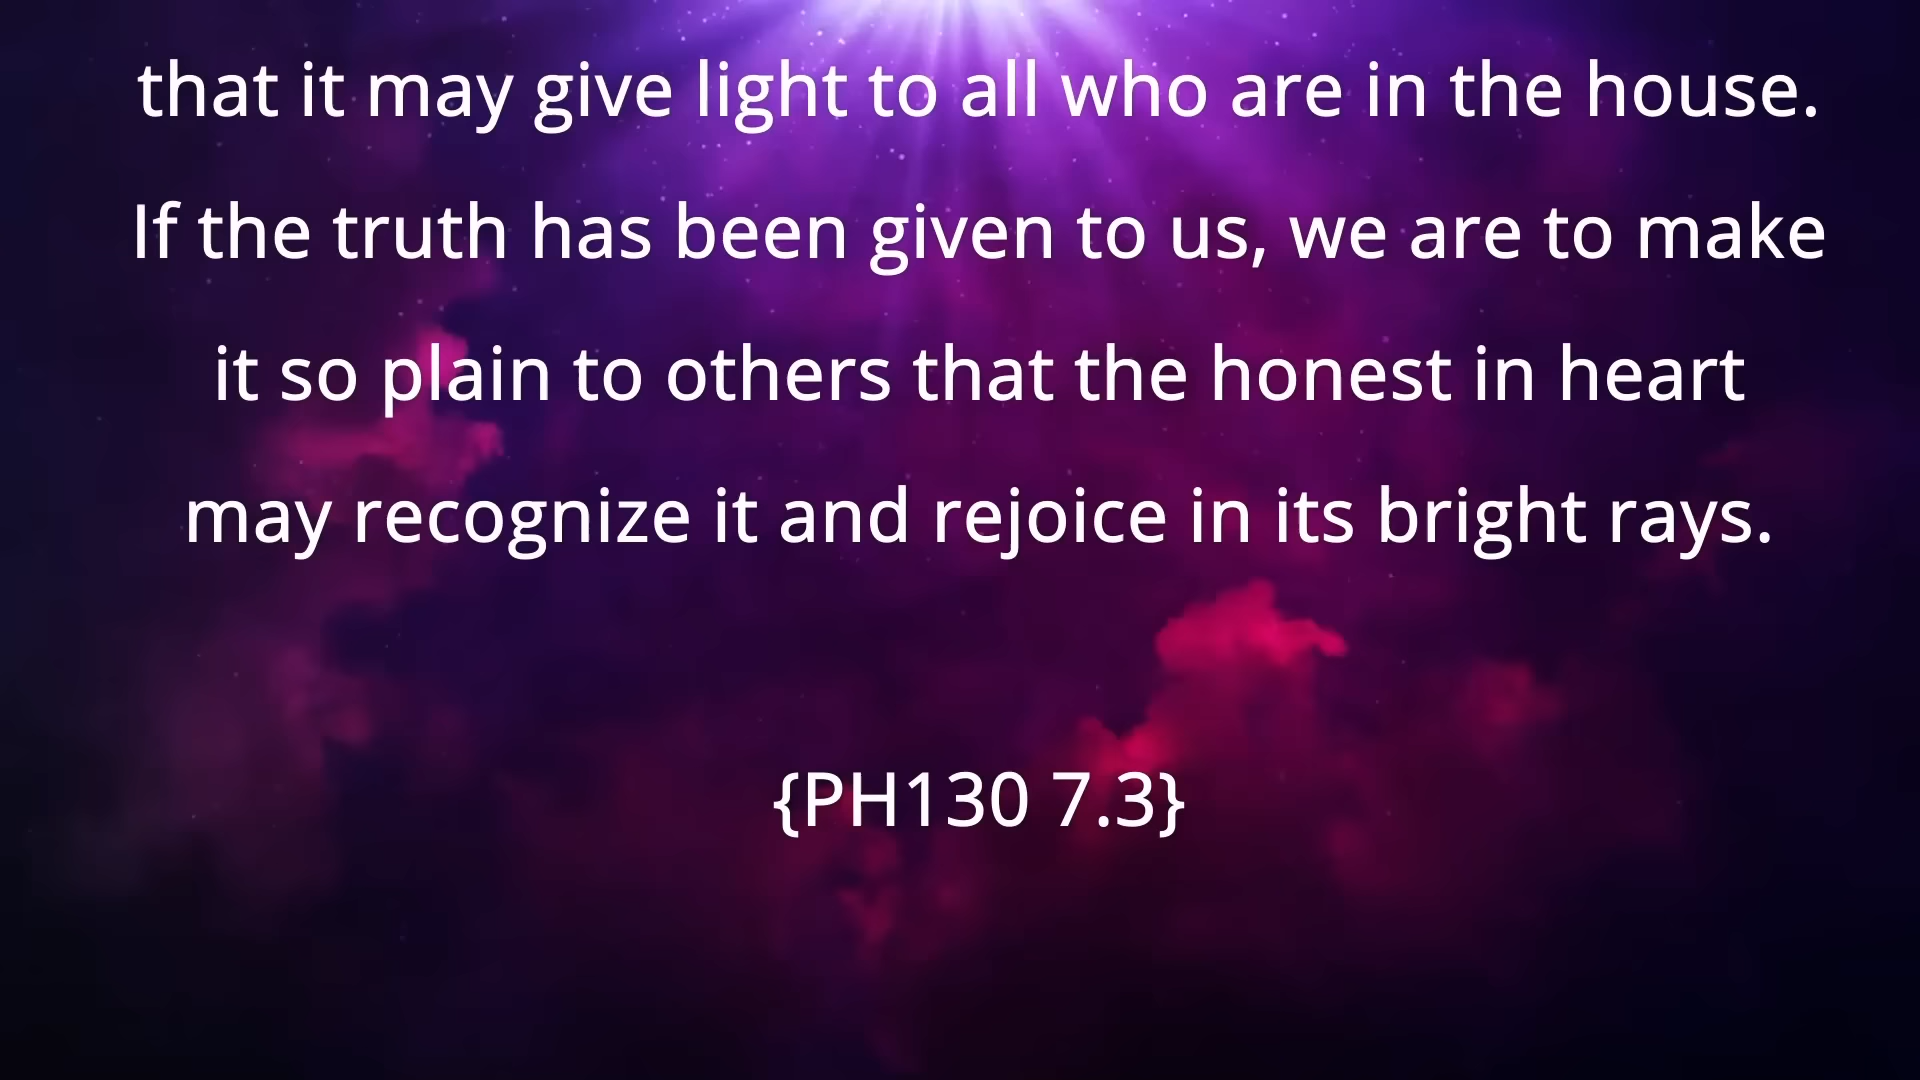 that it may give light to all who are in the house.
If the truth has been given to us, we are to make
it so plain to others that the honest in heart
may recognize it and rejoice in its bright rays.
{PH130 7.3}